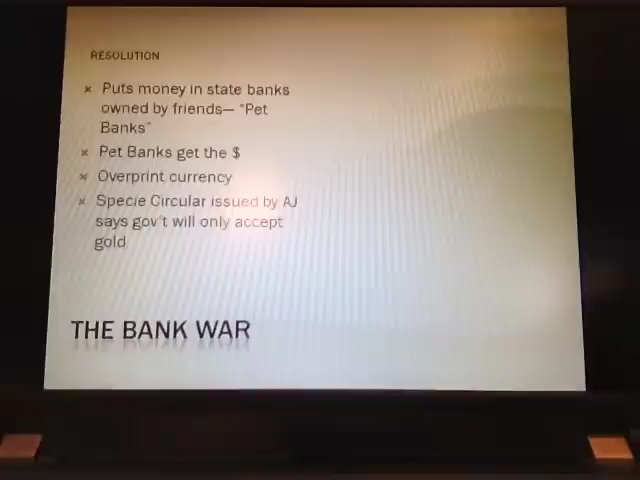 RESOLUTION
× Puts money in state banks
owned by friends— "Pet
Banks"
× Pet Banks get the $
× Overprint currency
× Specie Circular issued by AJ
says gov't will only accept
gold
THE BANK WAR